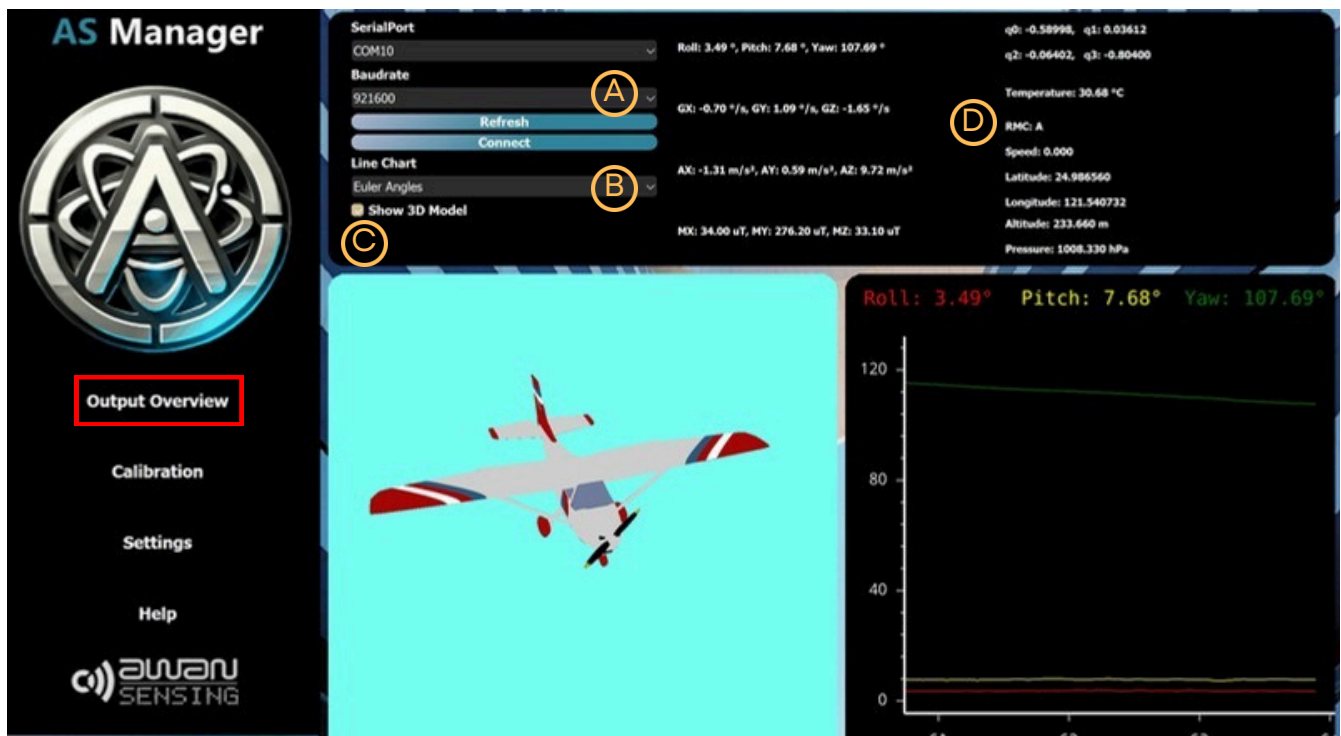 AS Manager
Output Overview
Calibration
Settings
Help
AWAN
SENSING
SerialPort
COM10
Baudrate
921600
A
Refresh
Connect
Line Chart
Euler Angles
B
Show 3D Model
C
Roll: 3.49 °, Pitch: 7.68 °, Yaw: 107.69 °
GX: -0.70 °/s, GY: 1.09 °/s, GZ: -1.65 °/s
AX: -1.31 m/s², AY: 0.59 m/s², AZ: 9.72 m/s²
MX: 34.00 uT, MY: 276.20 uT, MZ: 33.10 uT
q0: -0.58998, q1: 0.03612
q2: -0.06402, q3: -0.80400
Temperature: 30.68 °C
D
RMC: A
Speed: 0.000
Latitude: 24.986560
Longitude: 121.540732
Altitude: 233.660 m
Pressure: 1008.330 hPa
Roll: 3.49° Pitch: 7.68° Yaw: 107.69°
120
80
40
0